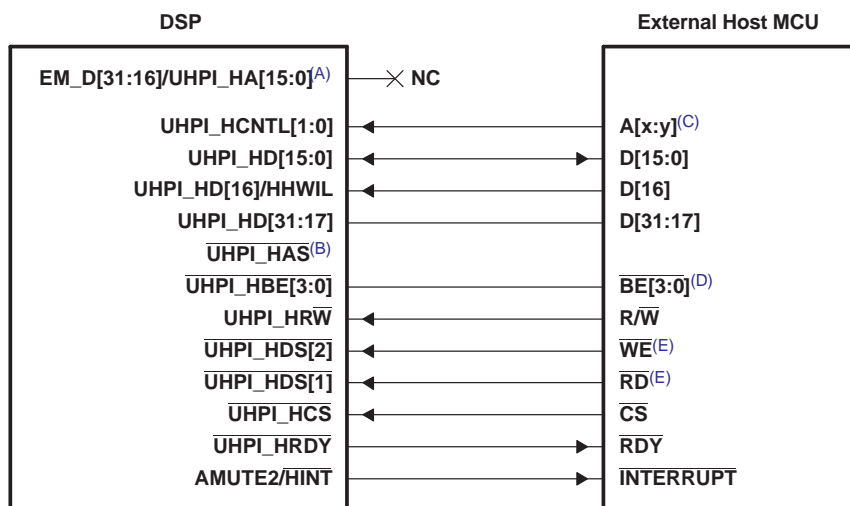 DSP External Host MCU
EM_D[31:16]/UHPI_HA[15:0](A) NC
UHPI_HCNTL[1:0] A[x:y](C)
UHPI_HD[15:0] D[15:0]
UHPI_HD[16]/HHWIL D[16]
UHPI_HD[31:17] D[31:17]
UHPI_HAS(B)
UHPI_HBE[3:0] BE[3:0](D)
UHPI_HRW R/W
UHPI_HDS[2] WE(E)
UHPI_HDS[1] RD(E)
UHPI_HCS CS
UHPI_HRDY RDY
AMUTE2/HINT INTERRUPT